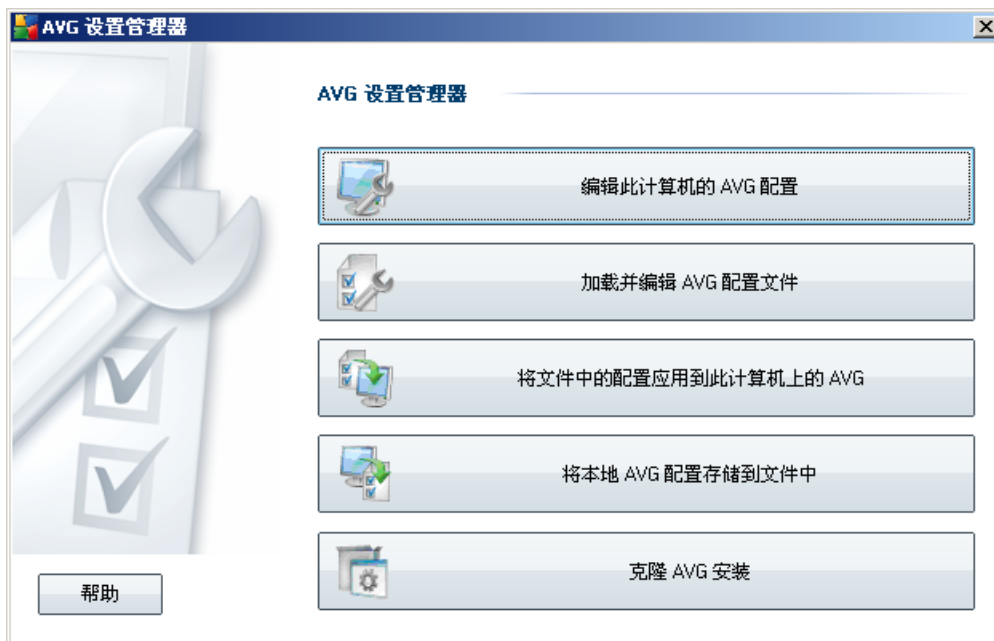 AVG 设置管理器
AVG 设置管理器
编辑此计算机的 AVG 配置
加载并编辑 AVG 配置文件
将文件中的配置应用到此计算机上的 AVG
将本地 AVG 配置存储到文件中
克隆 AVG 安装
帮助